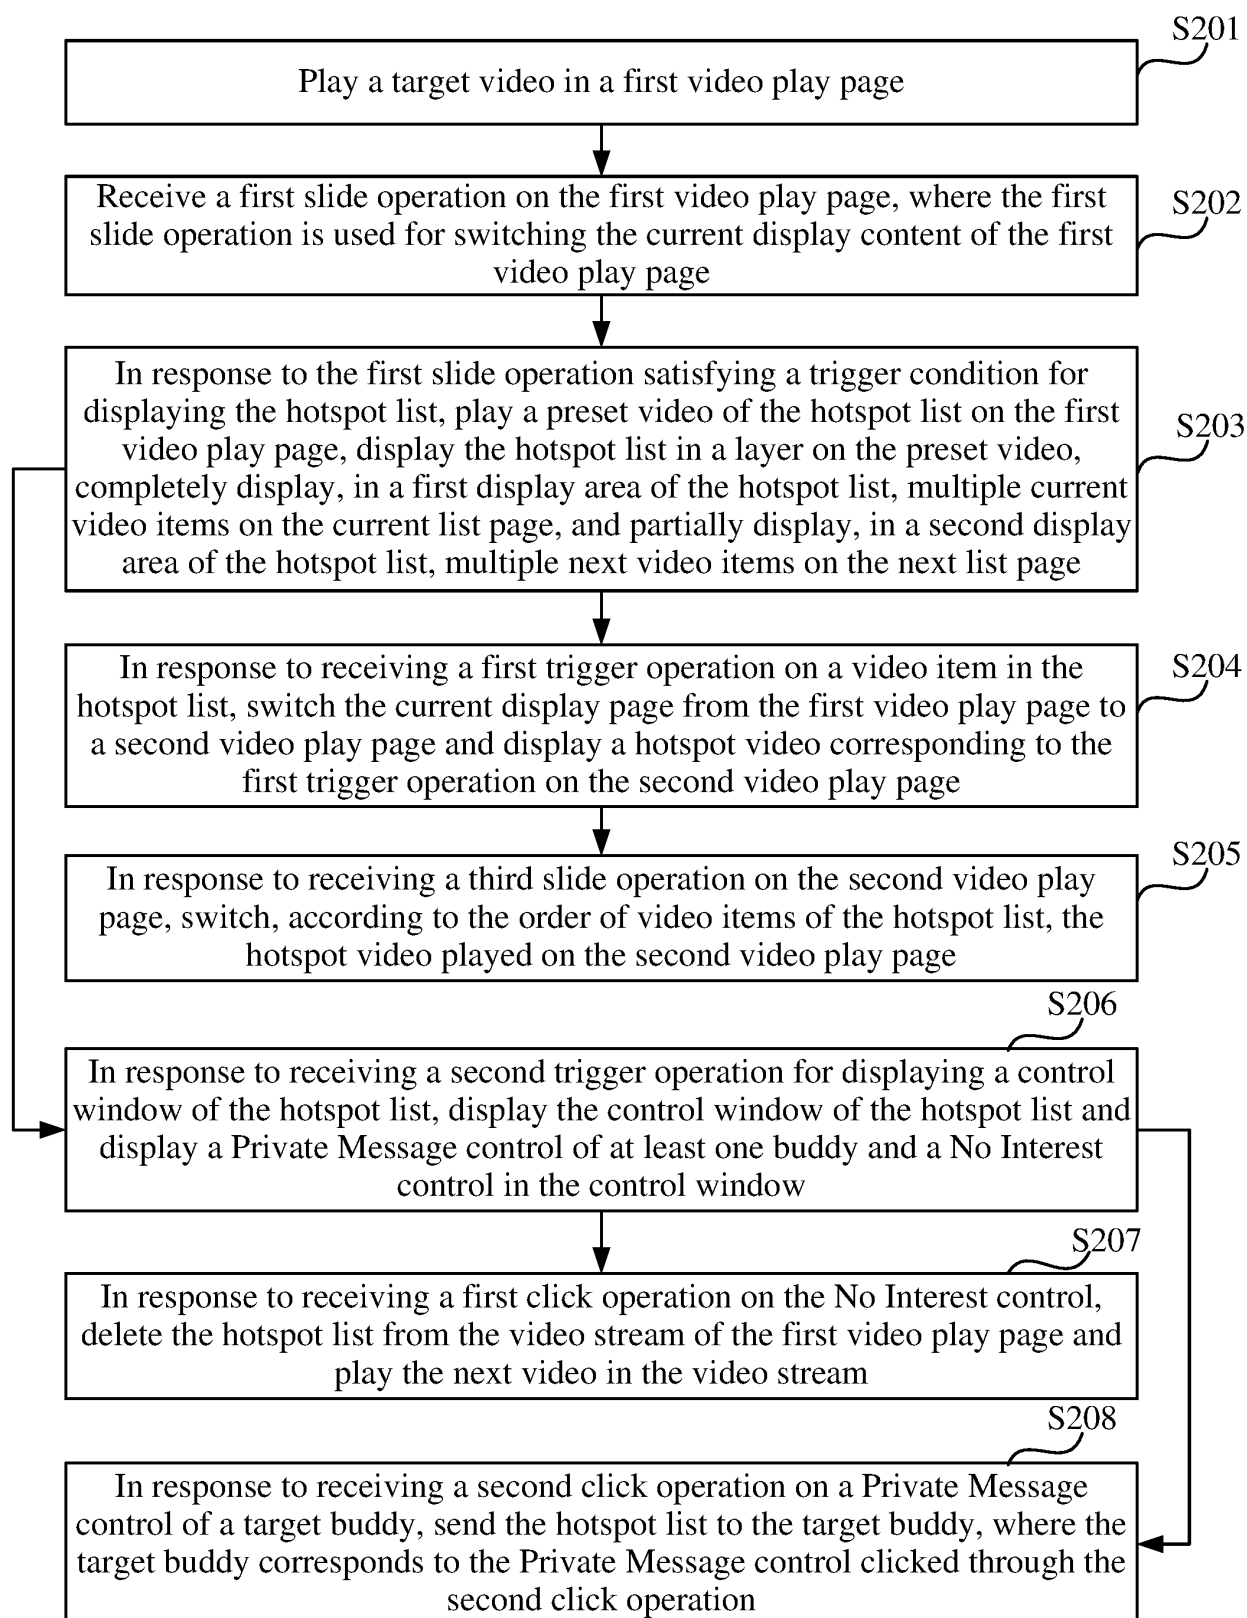 S201
Play a target video in a first video play page
Receive a first slide operation on the first video play page, where the first
slide operation is used for switching the current display content of the first
video play page
S202
In response to the first slide operation satisfying a trigger condition for
displaying the hotspot list, play a preset video of the hotspot list on the first
video play page, display the hotspot list in a layer on the preset video,
completely display, in a first display area of the hotspot list, multiple current
video items on the current list page, and partially display, in a second display
area of the hotspot list, multiple next video items on the next list page
S203
In response to receiving a first trigger operation on a video item in the
hotspot list, switch the current display page from the first video play page to
a second video play page and display a hotspot video corresponding to the
first trigger operation on the second video play page
S204
In response to receiving a third slide operation on the second video play
page, switch, according to the order of video items of the hotspot list, the
hotspot video played on the second video play page
S205
S206
In response to receiving a second trigger operation for displaying a control
window of the hotspot list, display the control window of the hotspot list and
display a Private Message control of at least one buddy and a No Interest
control in the control window
S207
In response to receiving a first click operation on the No Interest control,
delete the hotspot list from the video stream of the first video play page and
play the next video in the video stream
S208
In response to receiving a second click operation on a Private Message
control of a target buddy, send the hotspot list to the target buddy, where the
target buddy corresponds to the Private Message control clicked through the
second click operation